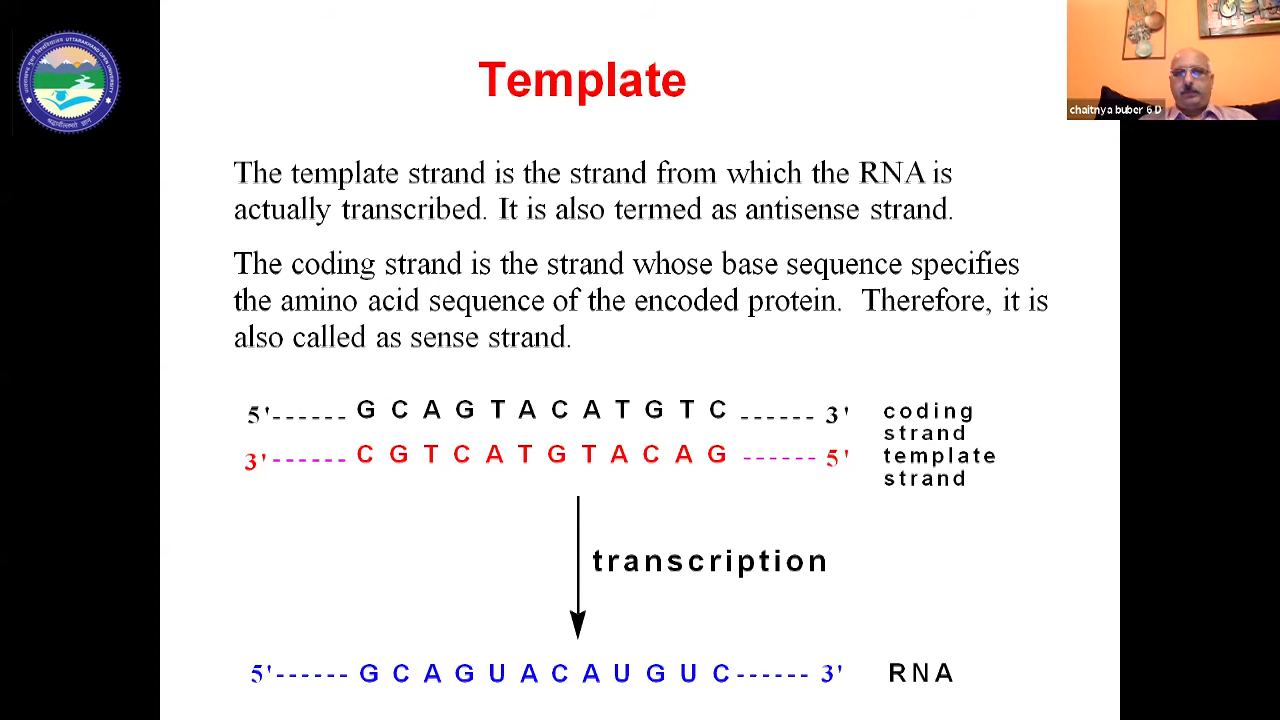 Template
chaitnya buber 6 D
UTTARAKHAND OPEN UNIVERSITY
The template strand is the strand from which the RNA is
actually transcribed. It is also termed as antisense strand.
The coding strand is the strand whose base sequence specifies
the amino acid sequence of the encoded protein. Therefore, it is
also called as sense strand.
5'------ G C A G T A C A T G T C ------ 3' coding
strand
3'------ C G T C A T G T A C A G ------ 5' template
strand
transcription
5'------ G C A G U A C A U G U C------ 3' RNA